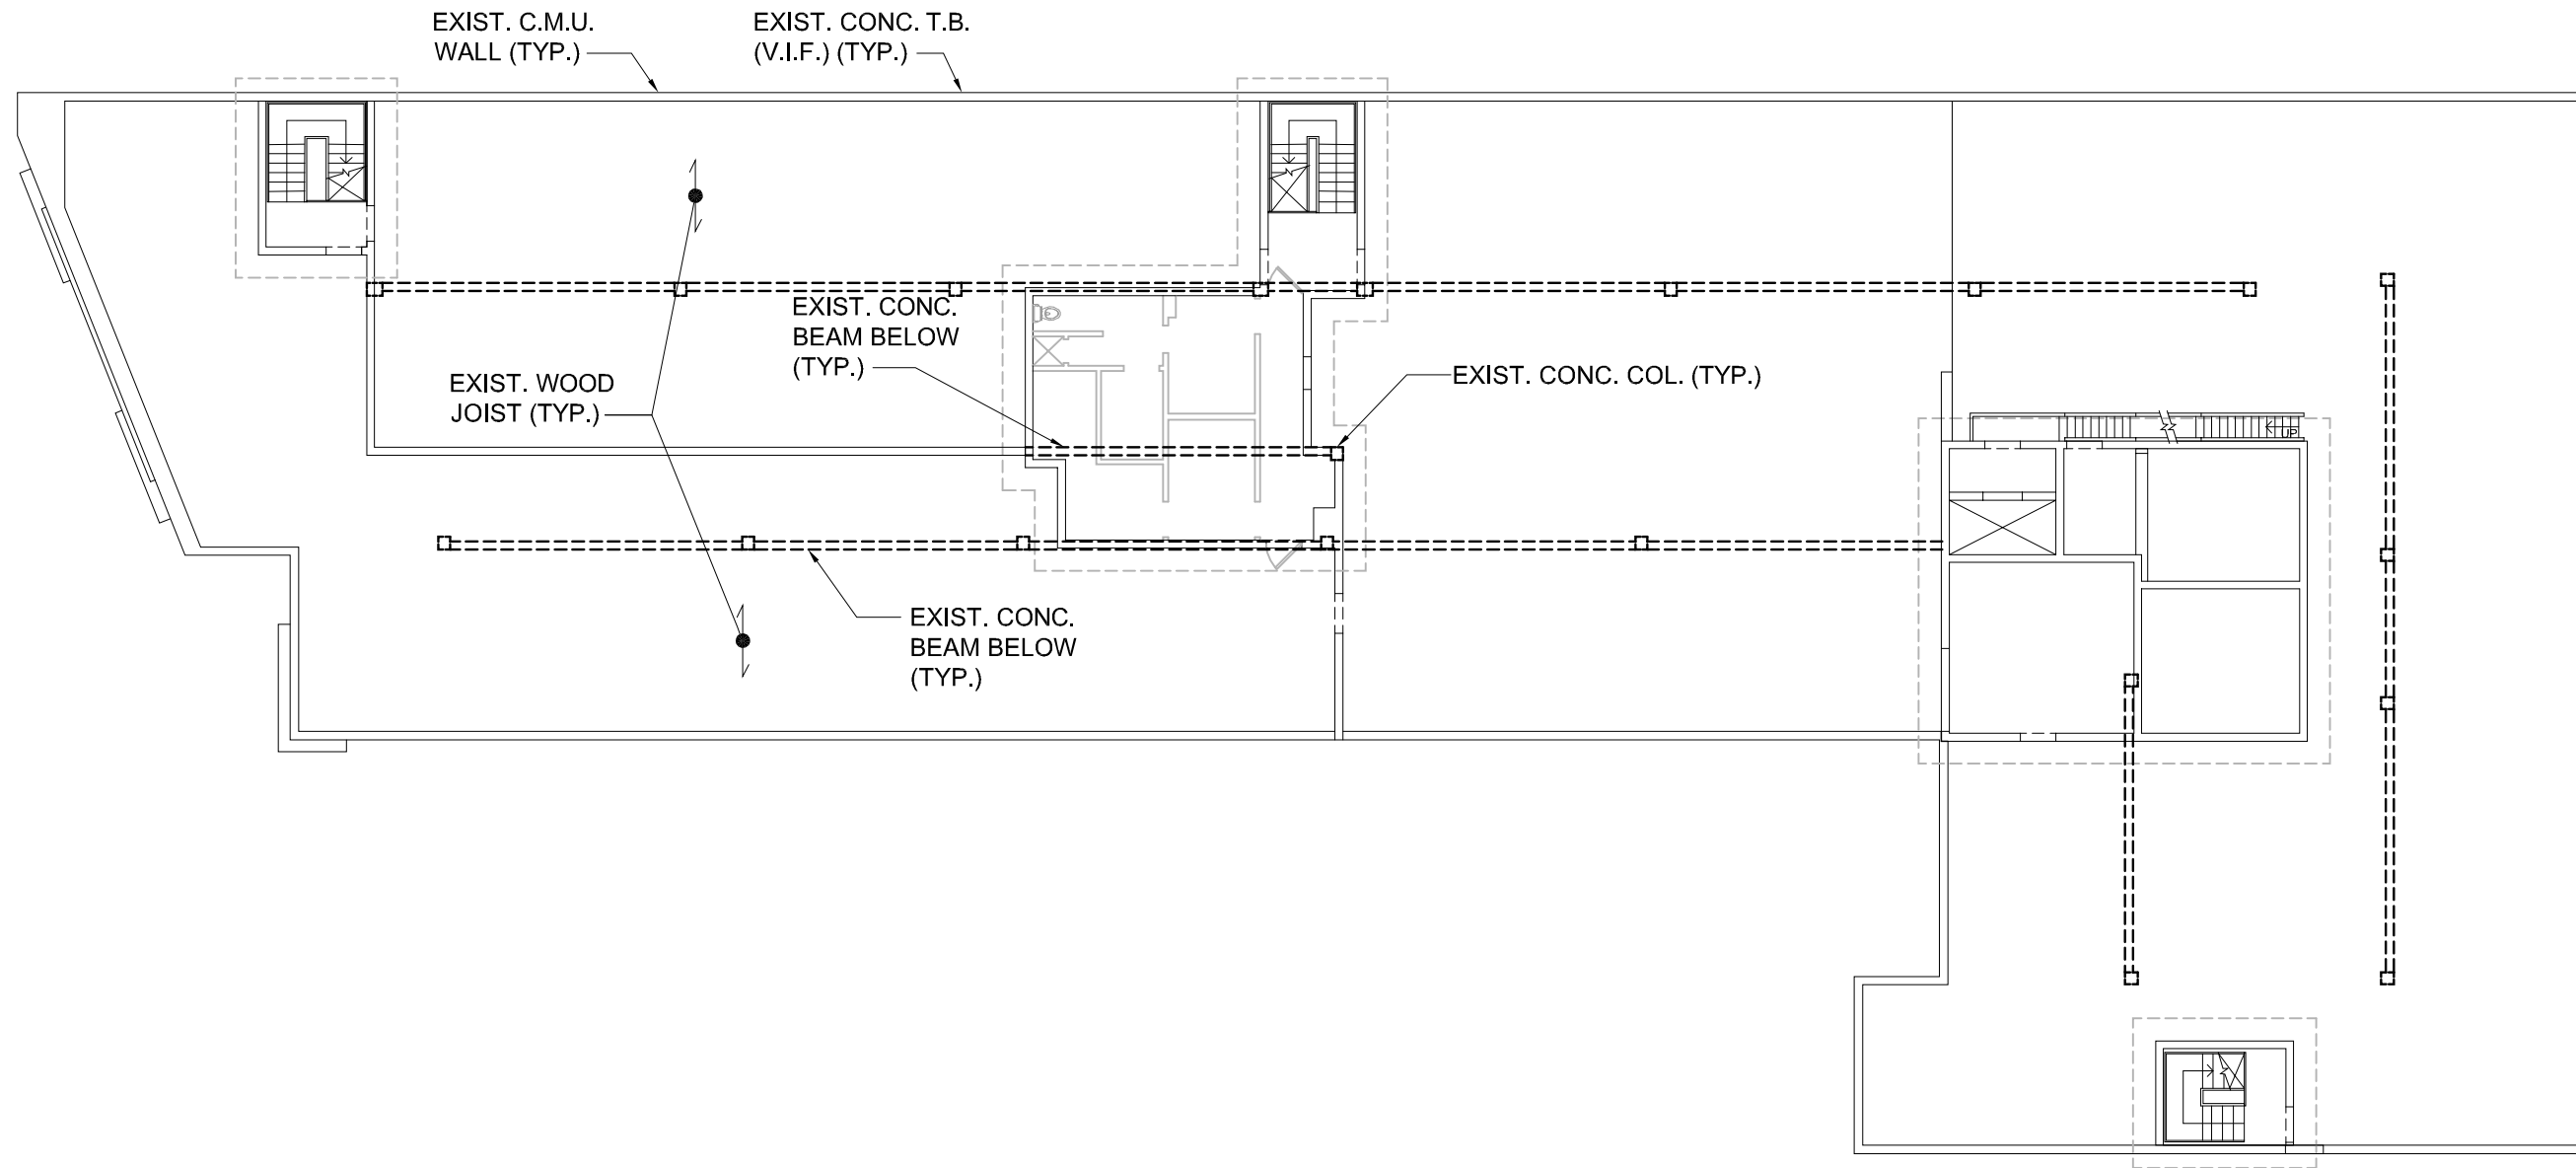 EXIST. C.M.U.
WALL (TYP.)
EXIST. CONC. T.B.
(V.I.F.) (TYP.)
EXIST. CONC.
BEAM BELOW
(TYP.)
EXIST. WOOD
JOIST (TYP.)
EXIST. CONC. COL. (TYP.)
UP
EXIST. CONC.
BEAM BELOW
(TYP.)